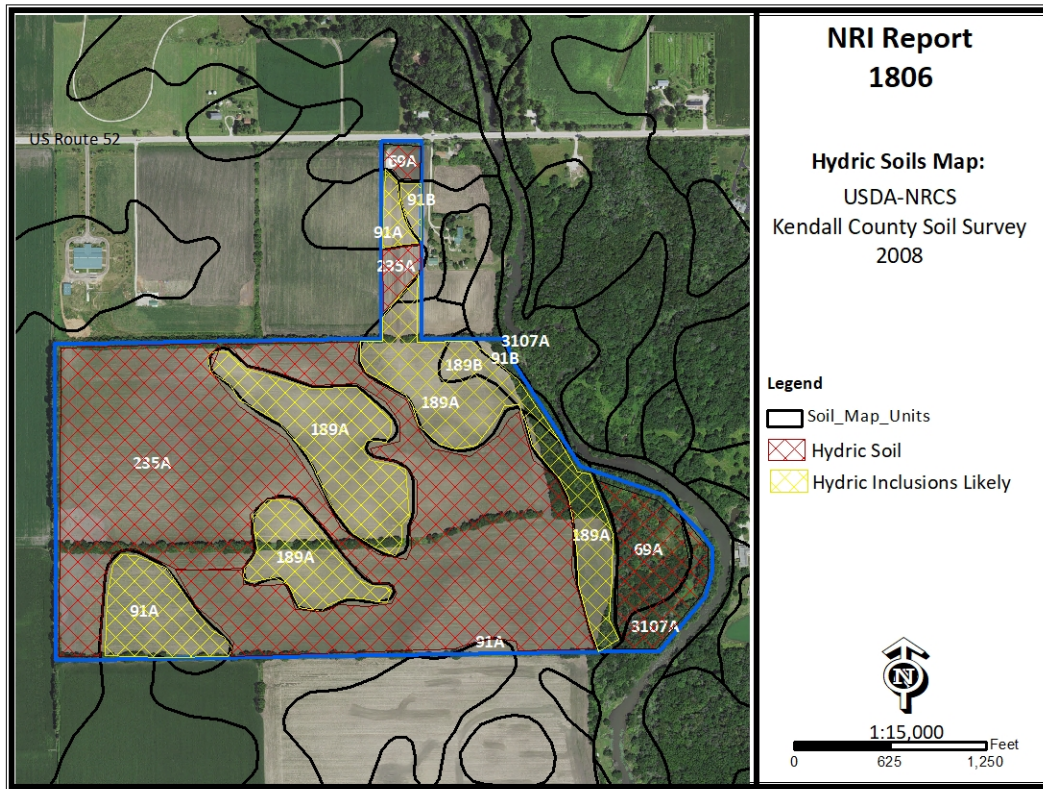 NRI Report
1806
Hydric Soils Map:
USDA-NRCS
Kendall County Soil Survey
2008
Legend
Soil_Map_Units
Hydric Soil
Hydric Inclusions Likely
N
1:15,000
Feet
0 625 1,250
US Route 52
69A
91B
91A
235A
3107A
91B
189B
189A
189A
235A
189A
189A
69A
91A
3107A
91A